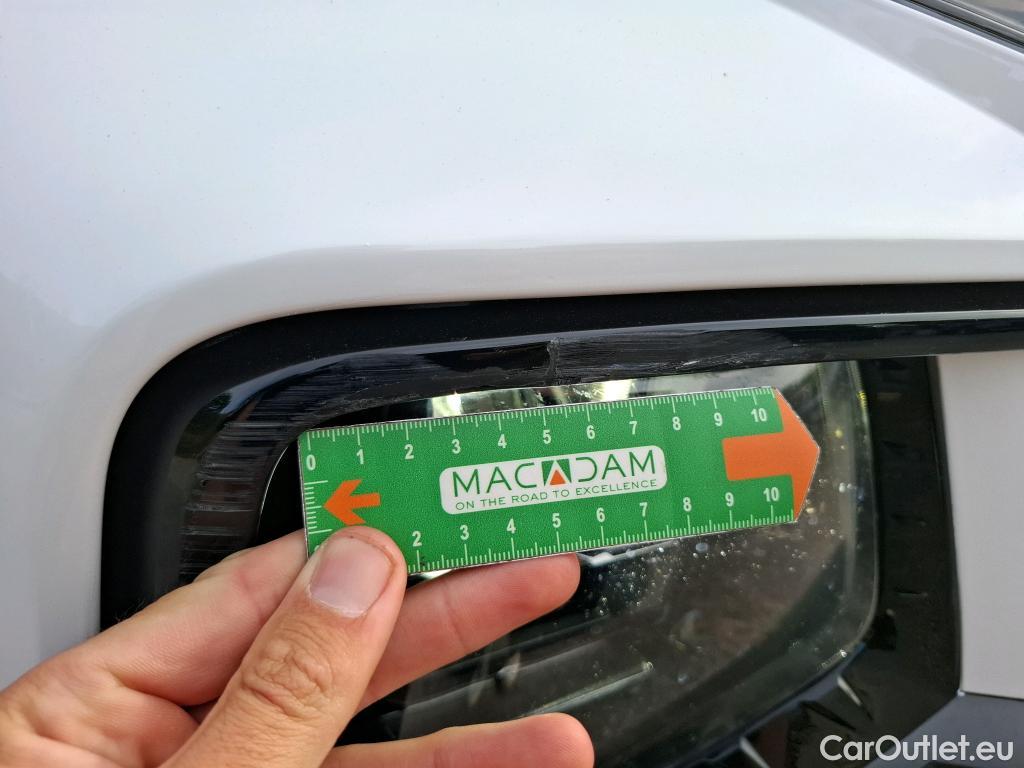 0 1 2 3 4 5 6 7 8 9 10
MACADAM
ON THE ROAD TO EXCELLENCE
2 3 4 5 6 7 8 9 10
CarOutlet.eu